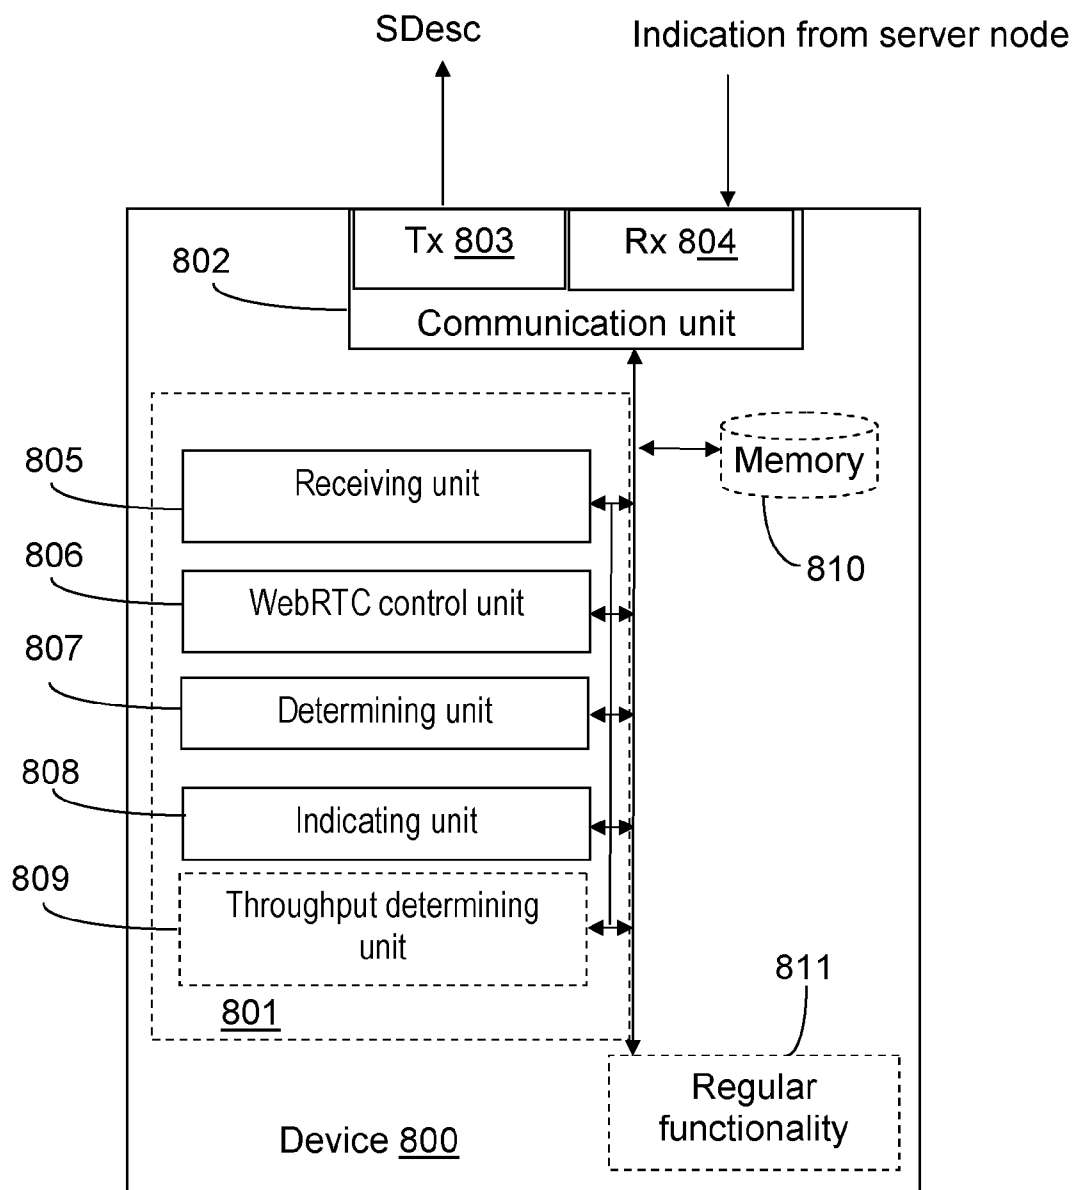 SDesc
Indication from server node
Tx 803
Rx 804
802
Communication unit
805
Receiving unit
Memory
806
WebRTC control unit
810
807
Determining unit
808
Indicating unit
809
Throughput determining
unit
811
801
Regular
functionality
Device 800